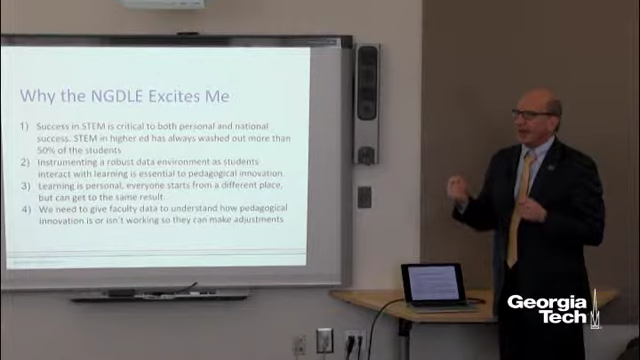 Why the NGDLE Excites Me
1) Success in STEM is critical to both personal and national
success. STEM in higher ed has always washed out more than
50% of the students
2) Instrumenting a robust data environment as students
interact with learning is essential to pedagogical innovation
3) Learning is personal, everyone starts from a different place,
but can get to the same result
4) We need to give faculty data to understand how pedagogical
innovation is or isn't working so they can make adjustments
Georgia
Tech